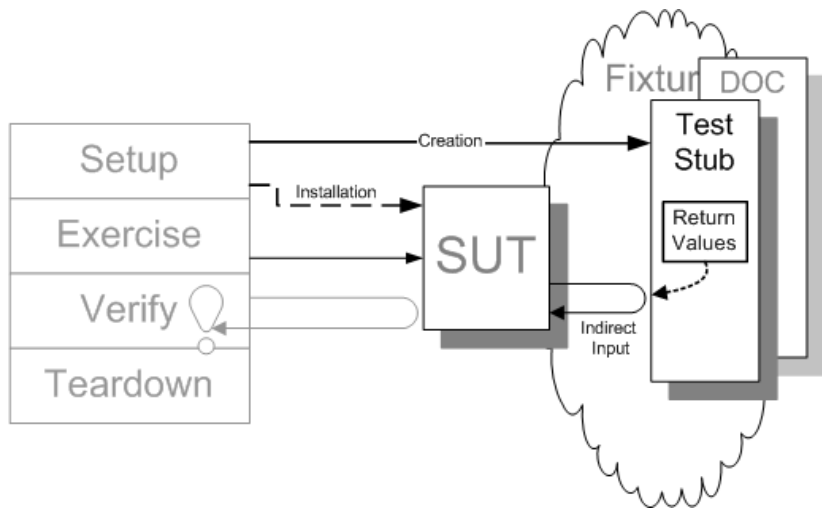 Fixtur
DOC
Test
Stub
Creation
Setup
Installation
Return
Values
Exercise
SUT
Verify
Indirect
Input
Teardown